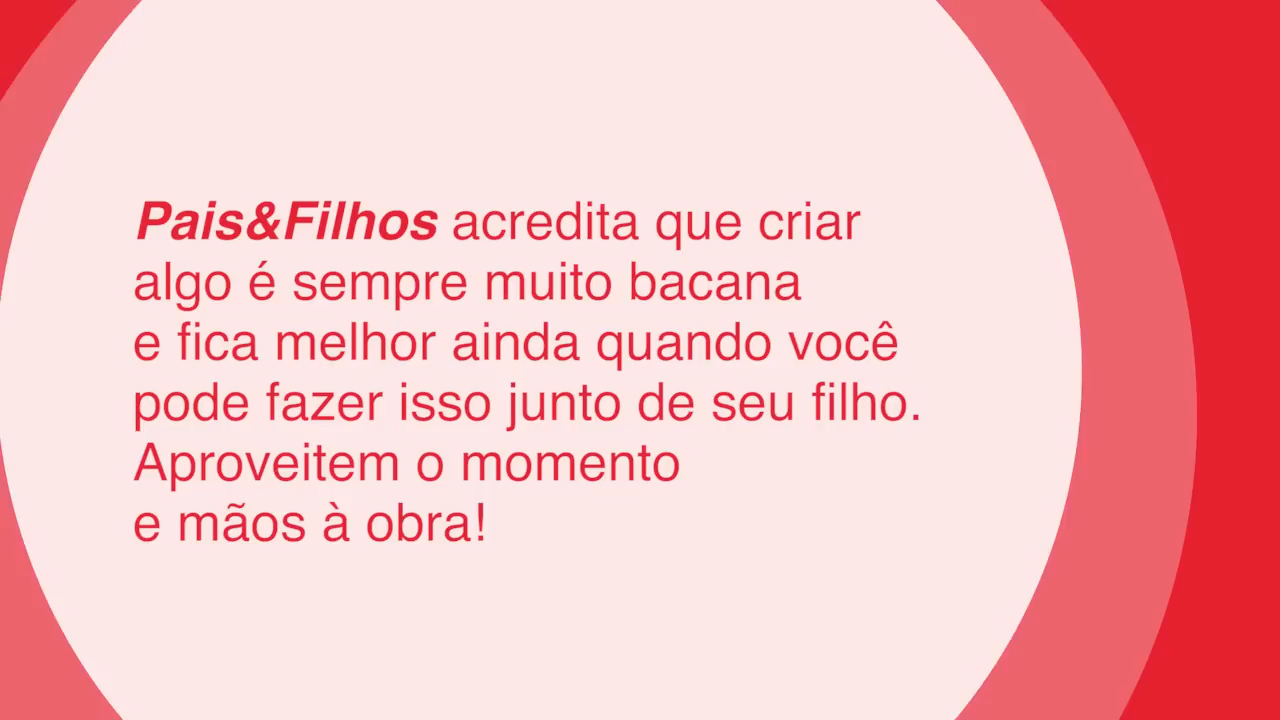 Pais&Filhos acredita que criar
algo é sempre muito bacana
e fica melhor ainda quando você
pode fazer isso junto de seu filho.
Aproveitem o momento
e mãos à obra!